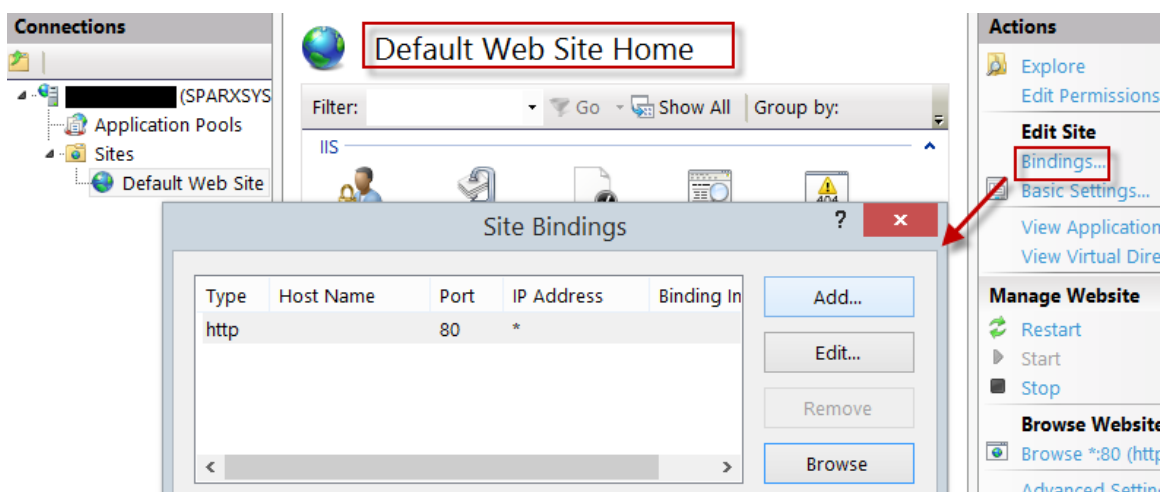 Connections
(SPARXSYS
Application Pools
Sites
Default Web Site
Default Web Site Home
Filter:
Go
Show All
Group by:
IIS
404
Actions
Explore
Edit Permissions
Edit Site
Bindings...
Basic Settings...
View Application
View Virtual Dire
Manage Website
Restart
Start
Stop
Browse Website
Browse *:80 (http
Advanced Setting
Site Bindings
?
x
Type Host Name Port IP Address Binding In
http 80 *
Add...
Edit...
Remove
Browse